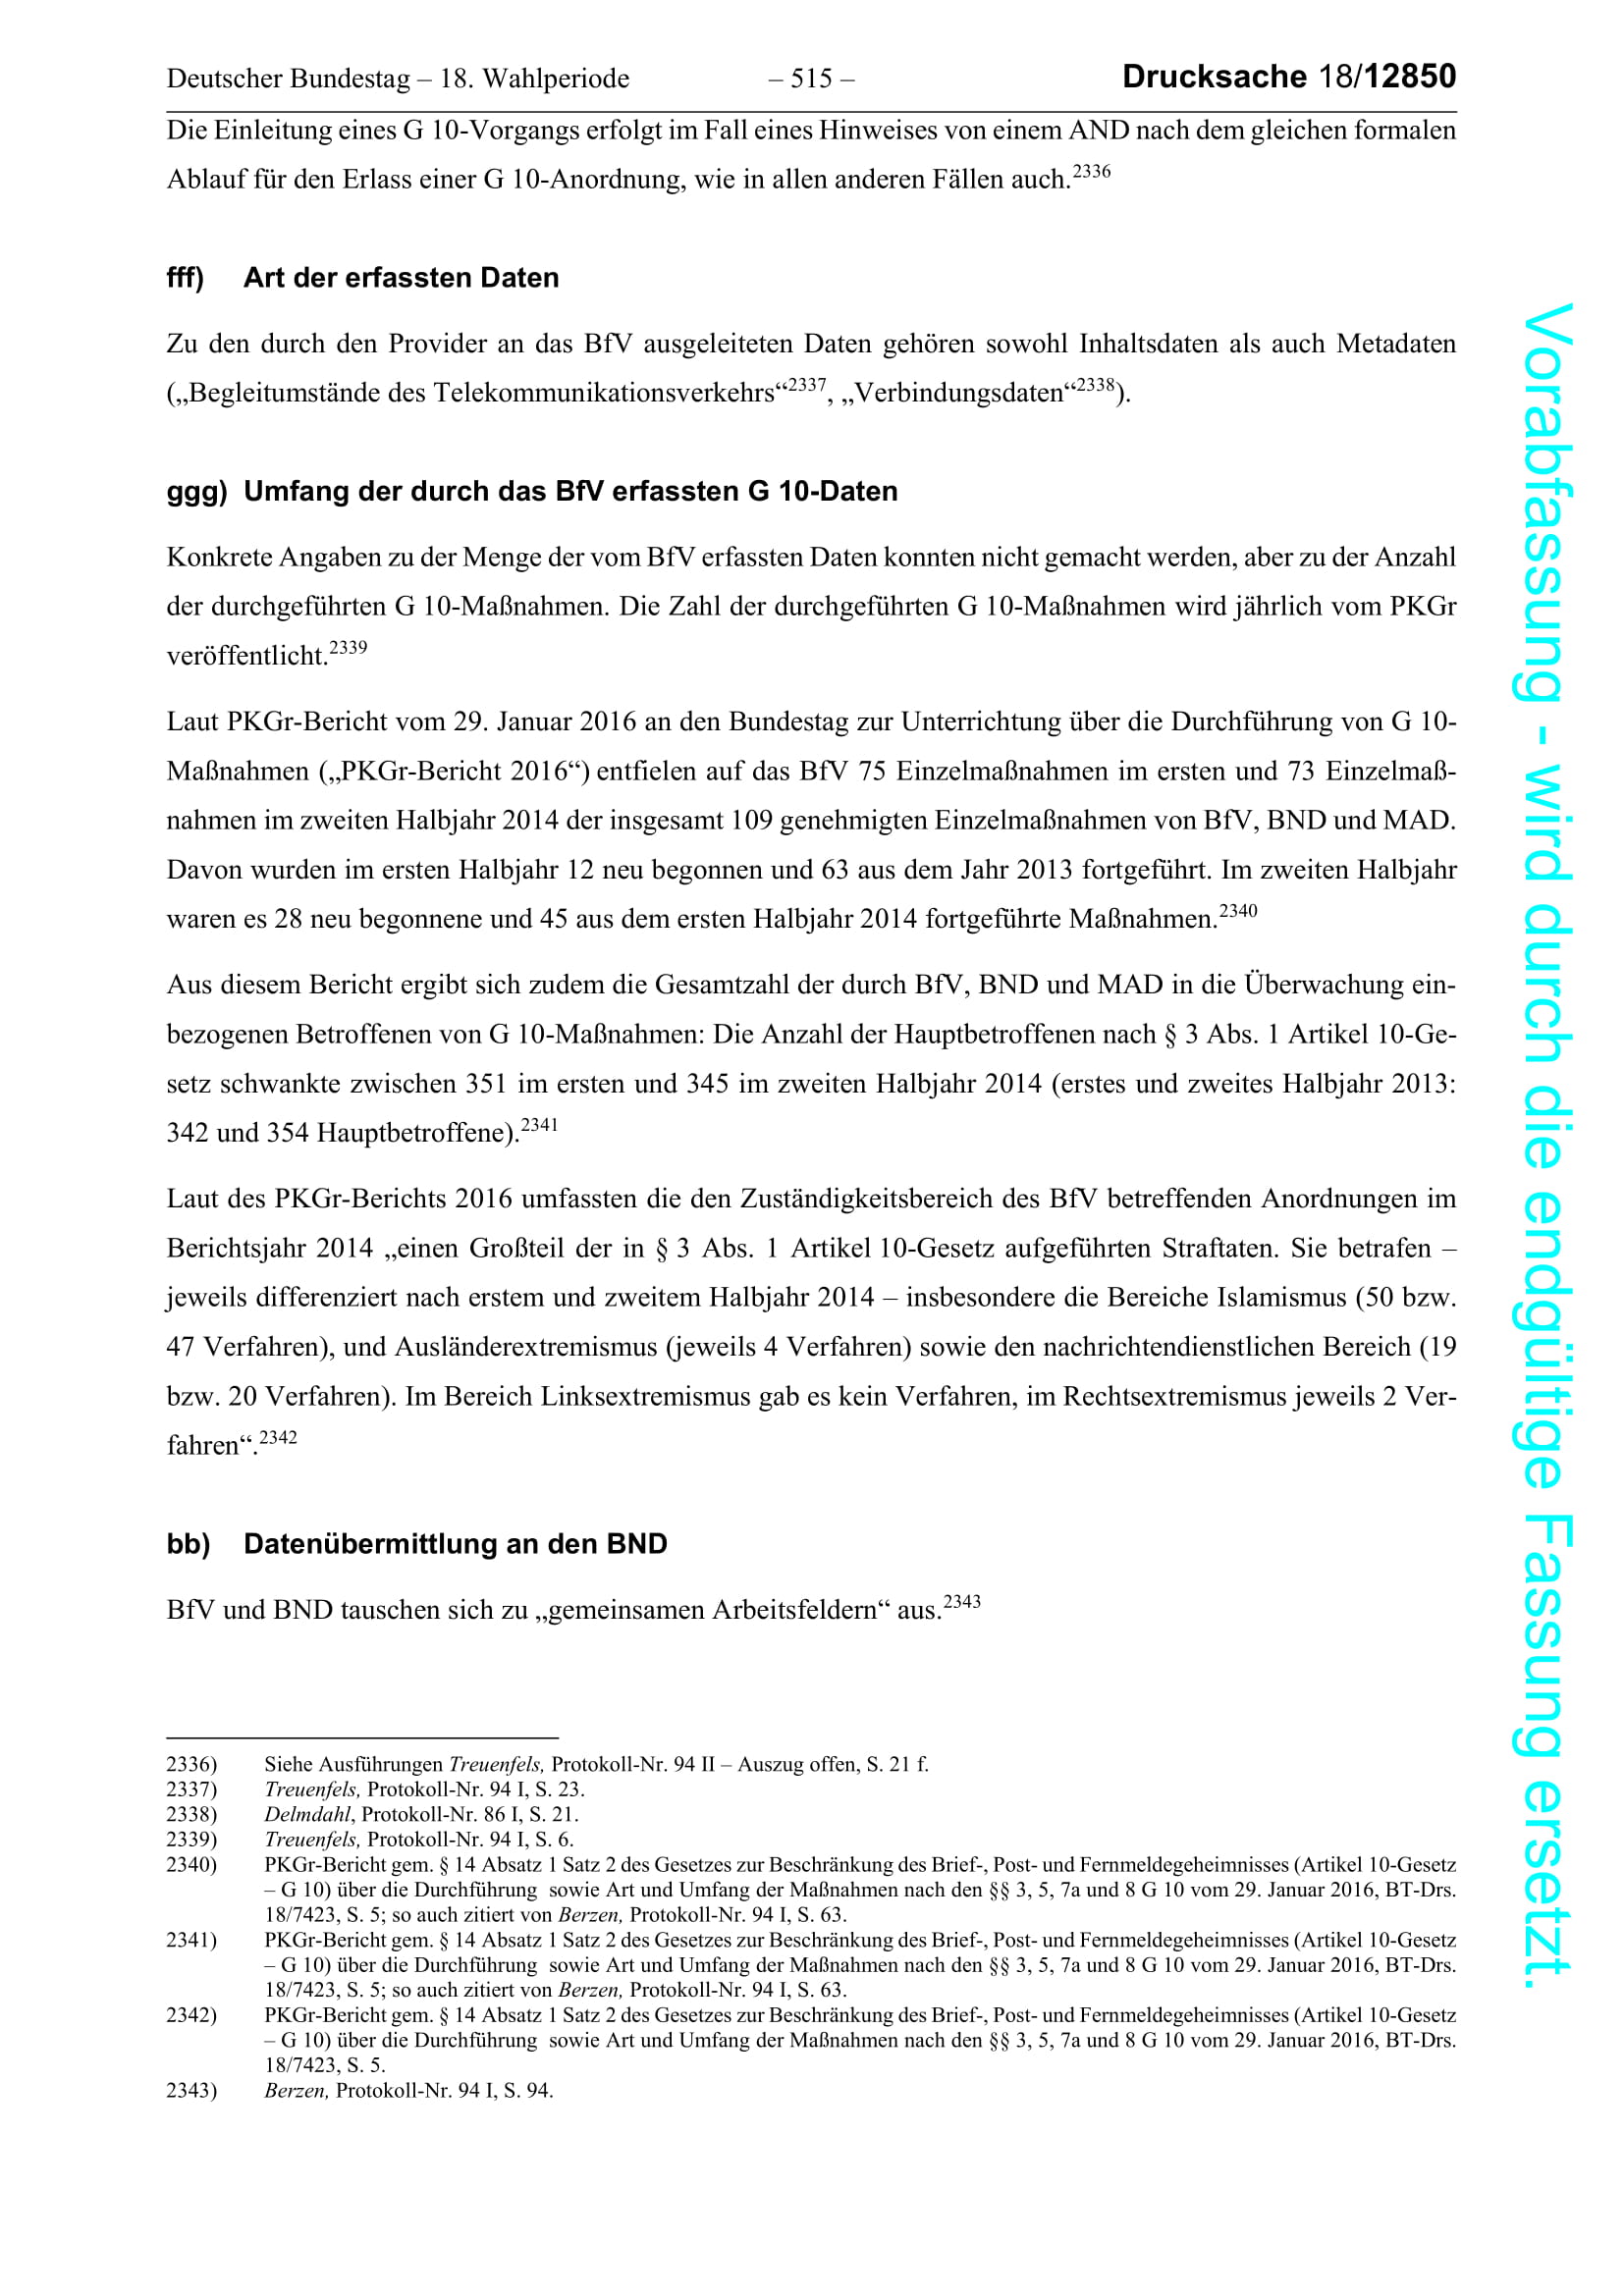 Deutscher Bundestag – 18. Wahlperiode – 515 – Drucksache 18/12850
Die Einleitung eines G 10-Vorgangs erfolgt im Fall eines Hinweises von einem AND nach dem gleichen formalen
Ablauf für den Erlass einer G 10-Anordnung, wie in allen anderen Fällen auch.2336
fff) Art der erfassten Daten
Zu den durch den Provider an das BfV ausgeleiteten Daten gehören sowohl Inhaltsdaten als auch Metadaten
(„Begleitumstände des Telekommunikationsverkehrs“2337, „Verbindungsdaten“2338).
ggg) Umfang der durch das BfV erfassten G 10-Daten
Konkrete Angaben zu der Menge der vom BfV erfassten Daten konnten nicht gemacht werden, aber zu der Anzahl
der durchgeführten G 10-Maßnahmen. Die Zahl der durchgeführten G 10-Maßnahmen wird jährlich vom PKGr
veröffentlicht.2339
Laut PKGr-Bericht vom 29. Januar 2016 an den Bundestag zur Unterrichtung über die Durchführung von G 10-
Maßnahmen („PKGr-Bericht 2016“) entfielen auf das BfV 75 Einzelmaßnahmen im ersten und 73 Einzelmaß-
nahmen im zweiten Halbjahr 2014 der insgesamt 109 genehmigten Einzelmaßnahmen von BfV, BND und MAD.
Davon wurden im ersten Halbjahr 12 neu begonnen und 63 aus dem Jahr 2013 fortgeführt. Im zweiten Halbjahr
waren es 28 neu begonnene und 45 aus dem ersten Halbjahr 2014 fortgeführte Maßnahmen.2340
Aus diesem Bericht ergibt sich zudem die Gesamtzahl der durch BfV, BND und MAD in die Überwachung ein-
bezogenen Betroffenen von G 10-Maßnahmen: Die Anzahl der Hauptbetroffenen nach § 3 Abs. 1 Artikel 10-Ge-
setz schwankte zwischen 351 im ersten und 345 im zweiten Halbjahr 2014 (erstes und zweites Halbjahr 2013:
342 und 354 Hauptbetroffene).2341
Laut des PKGr-Berichts 2016 umfassten die den Zuständigkeitsbereich des BfV betreffenden Anordnungen im
Berichtsjahr 2014 „einen Großteil der in § 3 Abs. 1 Artikel 10-Gesetz aufgeführten Straftaten. Sie betrafen –
jeweils differenziert nach erstem und zweitem Halbjahr 2014 – insbesondere die Bereiche Islamismus (50 bzw.
47 Verfahren), und Ausländerextremismus (jeweils 4 Verfahren) sowie den nachrichtendienstlichen Bereich (19
bzw. 20 Verfahren). Im Bereich Linksextremismus gab es kein Verfahren, im Rechtsextremismus jeweils 2 Ver-
fahren“.2342
bb) Datenübermittlung an den BND
BfV und BND tauschen sich zu „gemeinsamen Arbeitsfeldern“ aus.2343
2336) Siehe Ausführungen Treuenfels, Protokoll-Nr. 94 II – Auszug offen, S. 21 f.
2337) Treuenfels, Protokoll-Nr. 94 I, S. 23.
2338) Delmdahl, Protokoll-Nr. 86 I, S. 21.
2339) Treuenfels, Protokoll-Nr. 94 I, S. 6.
2340) PKGr-Bericht gem. § 14 Absatz 1 Satz 2 des Gesetzes zur Beschränkung des Brief-, Post- und Fernmeldegeheimnisses (Artikel 10-Gesetz
– G 10) über die Durchführung sowie Art und Umfang der Maßnahmen nach den §§ 3, 5, 7a und 8 G 10 vom 29. Januar 2016, BT-Drs.
18/7423, S. 5; so auch zitiert von Berzen, Protokoll-Nr. 94 I, S. 63.
2341) PKGr-Bericht gem. § 14 Absatz 1 Satz 2 des Gesetzes zur Beschränkung des Brief-, Post- und Fernmeldegeheimnisses (Artikel 10-Gesetz
– G 10) über die Durchführung sowie Art und Umfang der Maßnahmen nach den §§ 3, 5, 7a und 8 G 10 vom 29. Januar 2016, BT-Drs.
18/7423, S. 5; so auch zitiert von Berzen, Protokoll-Nr. 94 I, S. 63.
2342) PKGr-Bericht gem. § 14 Absatz 1 Satz 2 des Gesetzes zur Beschränkung des Brief-, Post- und Fernmeldegeheimnisses (Artikel 10-Gesetz
– G 10) über die Durchführung sowie Art und Umfang der Maßnahmen nach den §§ 3, 5, 7a und 8 G 10 vom 29. Januar 2016, BT-Drs.
18/7423, S. 5.
2343) Berzen, Protokoll-Nr. 94 I, S. 94.
Vorabfassung - wird durch die endgültige Fassung ersetzt.